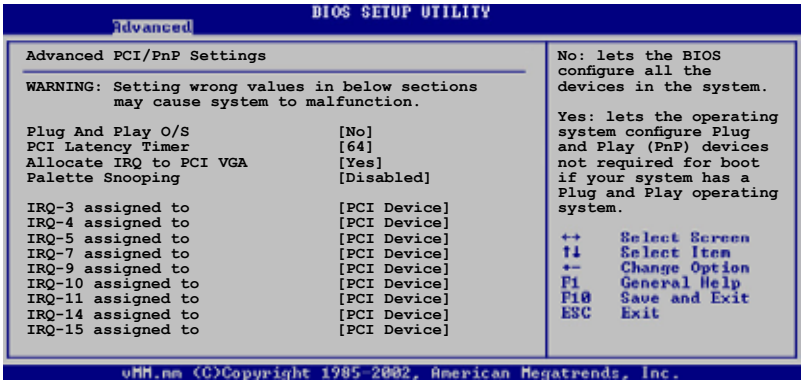 BIOS SETUP UTILITY
Advanced
Advanced PCI/PnP Settings
WARNING: Setting wrong values in below sections
may cause system to malfunction.
Plug And Play O/S [No]
PCI Latency Timer [64]
Allocate IRQ to PCI VGA [Yes]
Palette Snooping [Disabled]
IRQ-3 assigned to [PCI Device]
IRQ-4 assigned to [PCI Device]
IRQ-5 assigned to [PCI Device]
IRQ-7 assigned to [PCI Device]
IRQ-9 assigned to [PCI Device]
IRQ-10 assigned to [PCI Device]
IRQ-11 assigned to [PCI Device]
IRQ-14 assigned to [PCI Device]
IRQ-15 assigned to [PCI Device]
No: lets the BIOS
configure all the
devices in the system.
Yes: lets the operating
system configure Plug
and Play (PnP) devices
not required for boot
if your system has a
Plug and Play operating
system.
↔ Select Screen
↑↓ Select Item
+- Change Option
F1 General Help
F10 Save and Exit
ESC Exit
vMM.mm (C)Copyright 1985-2002, American Megatrends, Inc.